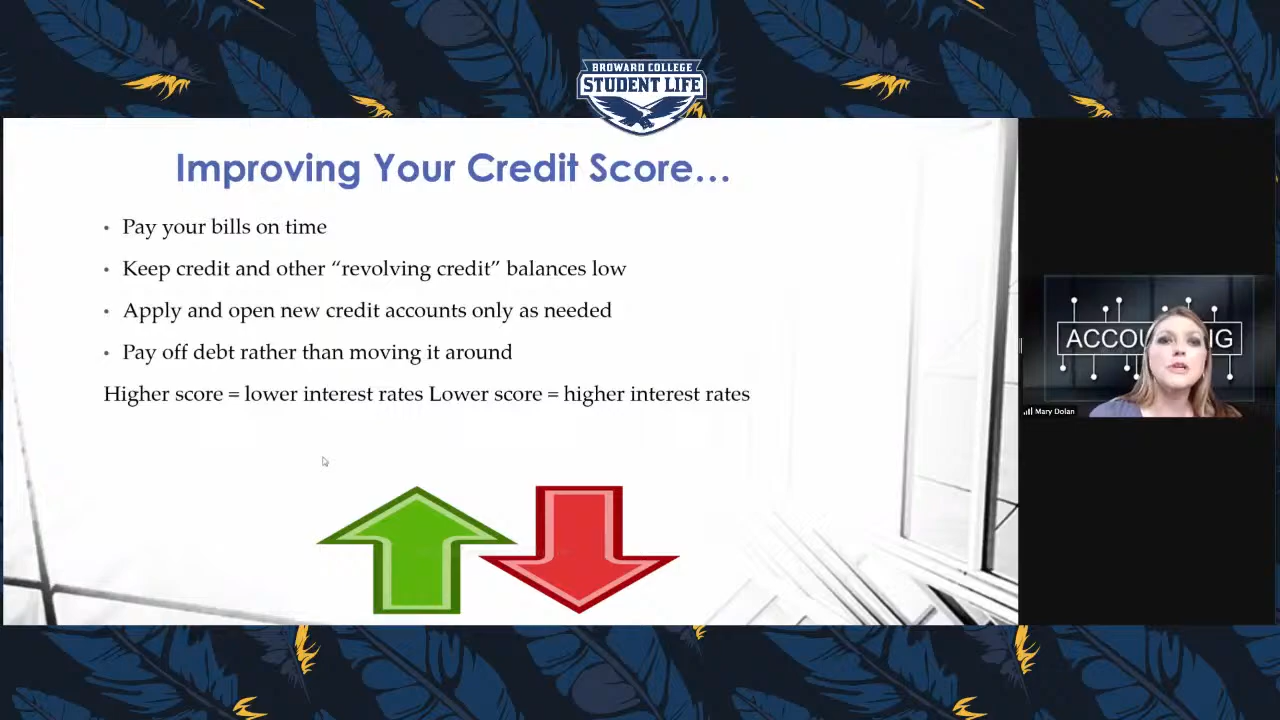 BROWARD COLLEGE
STUDENT LIFE
Improving Your Credit Score...
• Pay your bills on time
• Keep credit and other “revolving credit” balances low
• Apply and open new credit accounts only as needed
• Pay off debt rather than moving it around
Higher score = lower interest rates Lower score = higher interest rates
ACCOU NG
Mary Dolan